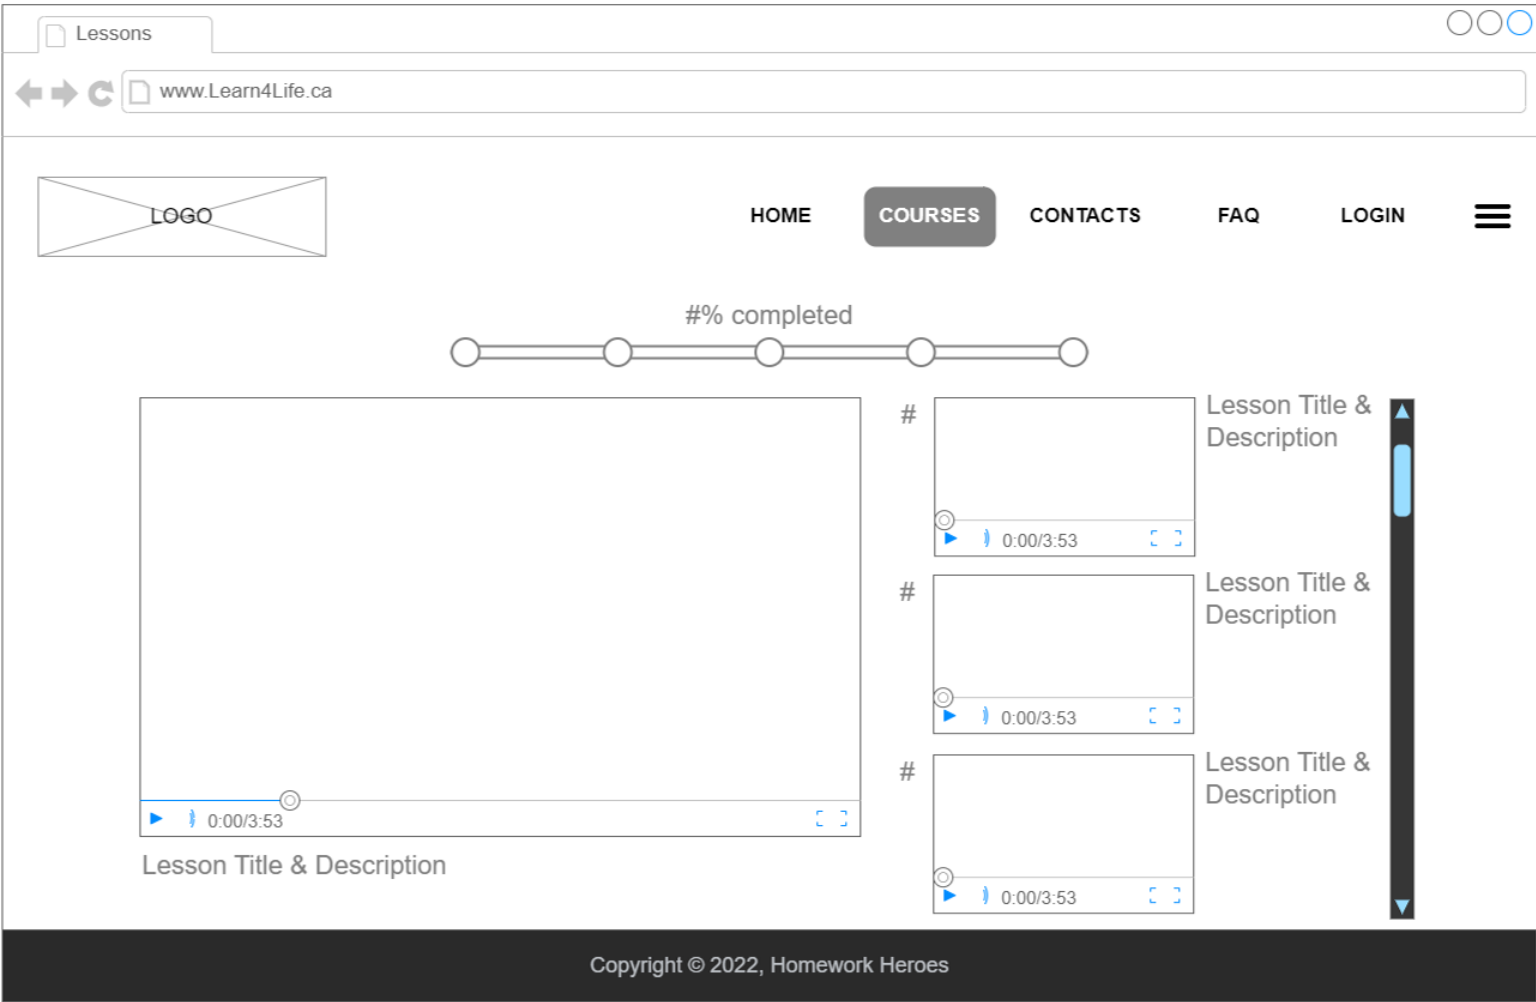 Lessons
www.Learn4Life.ca
LOGO
HOME
COURSES
CONTACTS
FAQ
LOGIN
#% completed
0:00/3:53
Lesson Title & Description
#
0:00/3:53
Lesson Title &
Description
#
0:00/3:53
Lesson Title &
Description
#
0:00/3:53
Lesson Title &
Description
Copyright © 2022, Homework Heroes